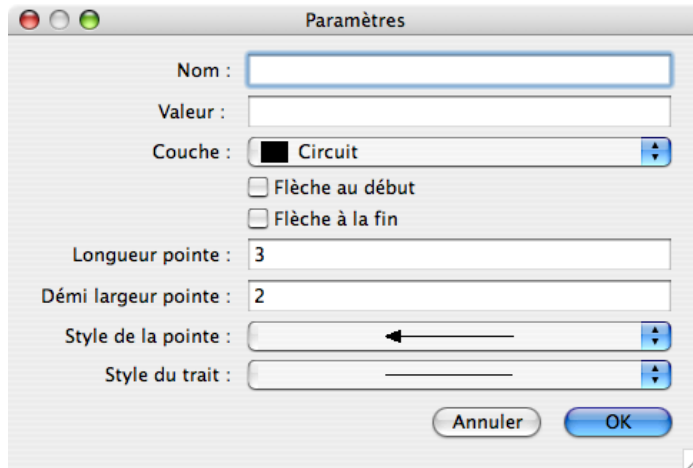 Paramètres
Nom :
Valeur :
Couche : Circuit
Flèche au début
Flèche à la fin
Longueur pointe : 3
Démi largeur pointe : 2
Style de la pointe :
Style du trait :
Annuler OK